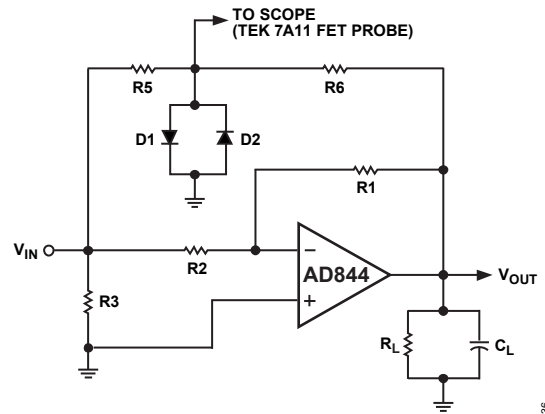 TO SCOPE
(TEK 7A11 FET PROBE)
R5
R6
D1
D2
R1
VIN
R2
R3
AD844
−
+
VOUT
RL
CL